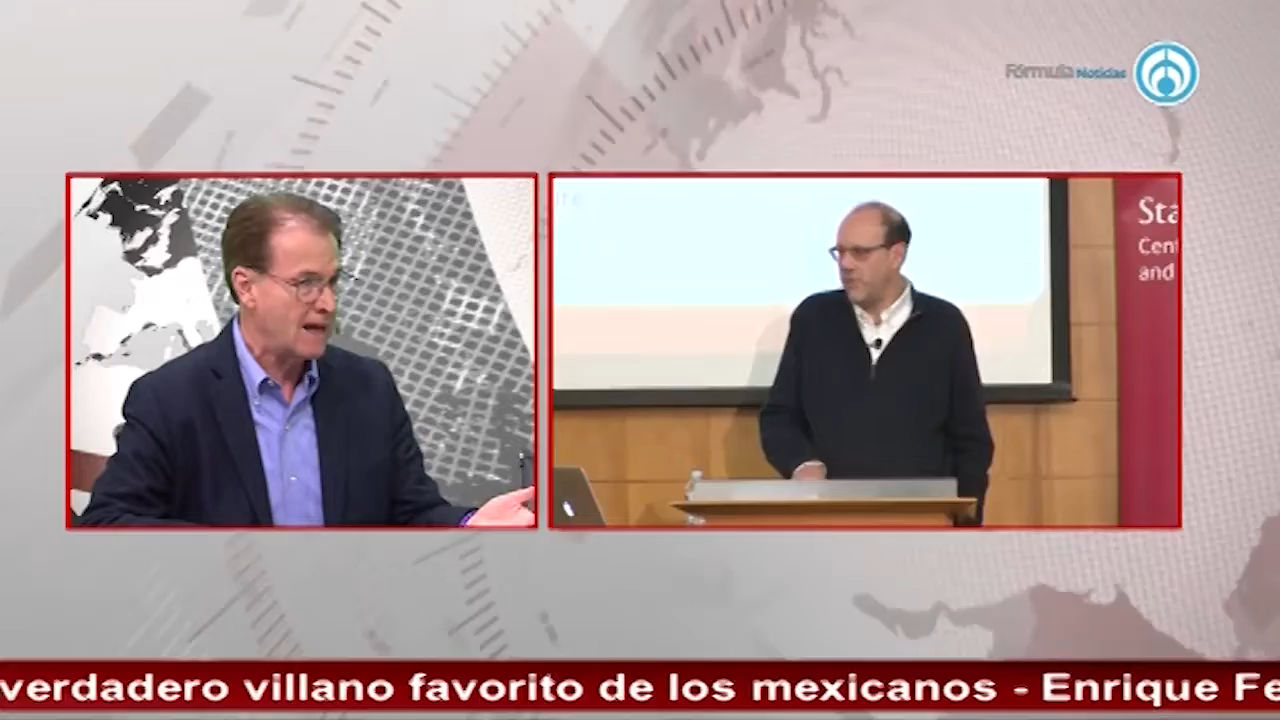 Fórmula Noticias
Sta
Cent
and
verdadero villano favorito de los mexicanos - Enrique Fe